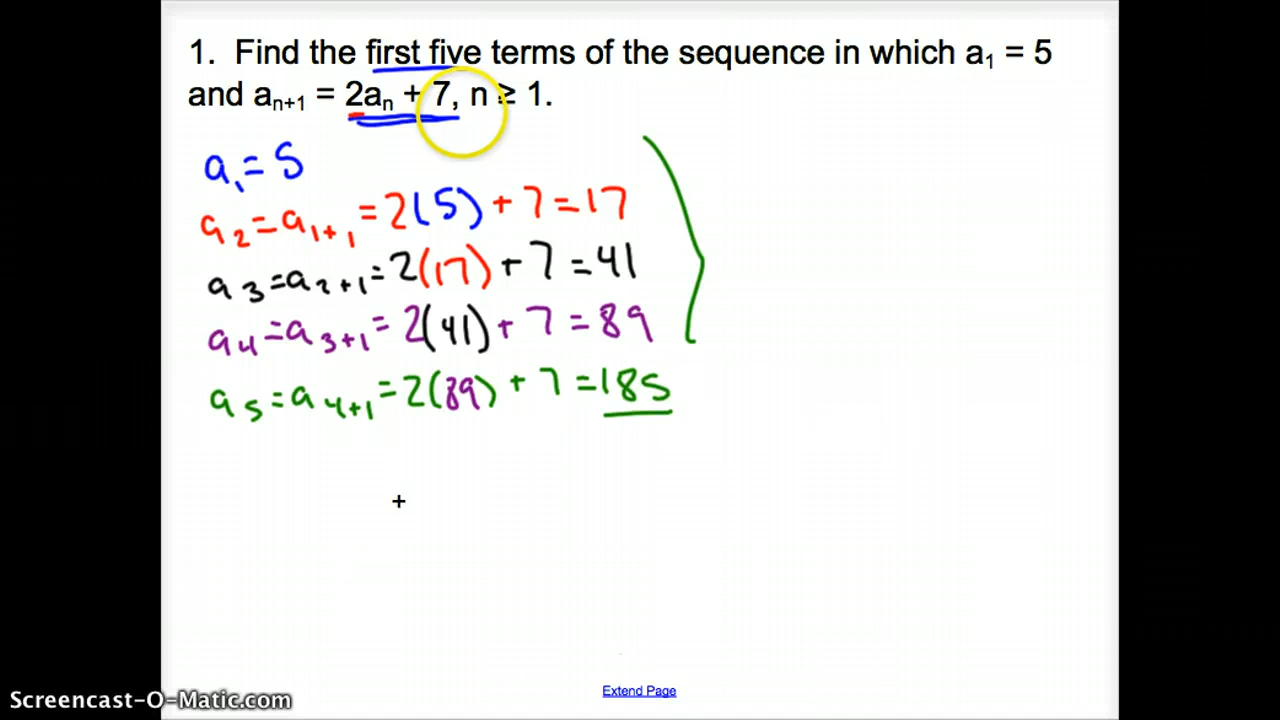 1. Find the first five terms of the sequence in which a₁ = 5
and aₙ₊₁ = 2aₙ + 7, n ≥ 1.
a₁ = 5
a₂ = a₁₊₁ = 2(5) + 7 = 17
a₃ = a₂₊₁ = 2(17) + 7 = 41
a₄ = a₃₊₁ = 2(41) + 7 = 89
a₅ = a₄₊₁ = 2(89) + 7 = 185
Extend Page
Screencast-O-Matic.com